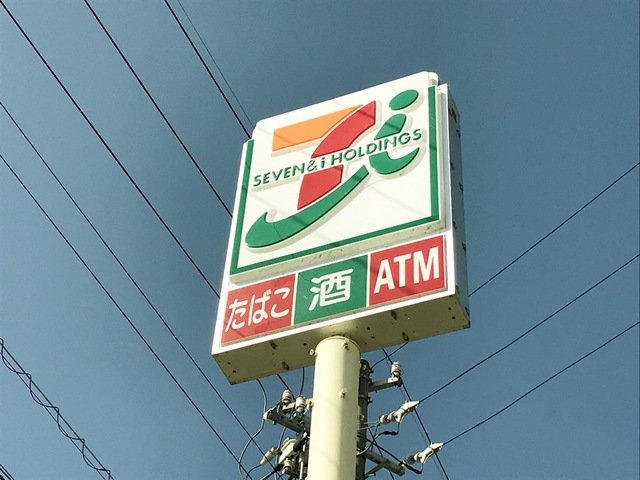 SEVEN & i HOLDINGS
たばこ 酒 ATM